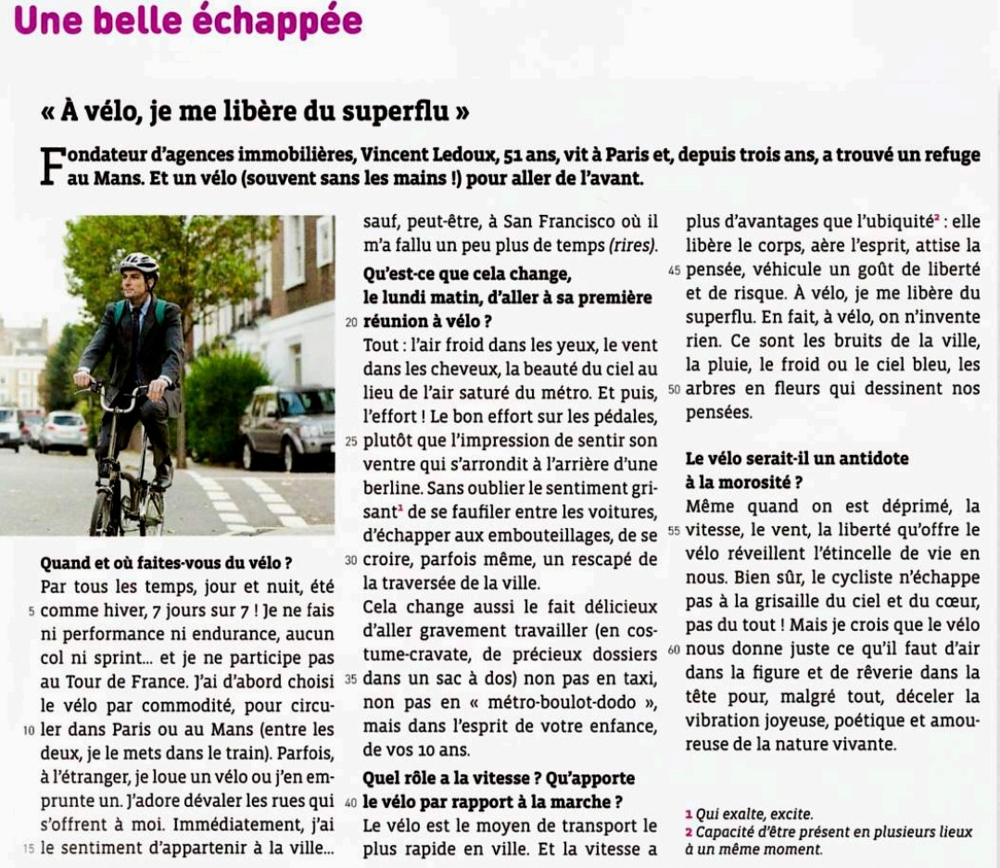 Une belle échappée
« À vélo, je me libère du superflu »
Fondateur d'agences immobilières, Vincent Ledoux, 51 ans, vit à Paris et, depuis trois ans, a trouvé un refuge
au Mans. Et un vélo (souvent sans les mains !) pour aller de l'avant.
Quand et où faites-vous du vélo ?
Par tous les temps, jour et nuit, été
5 comme hiver, 7 jours sur 7 ! Je ne fais
ni performance ni endurance, aucun
col ni sprint... et je ne participe pas
au Tour de France. J'ai d'abord choisi
le vélo par commodité, pour circu-
10 ler dans Paris ou au Mans (entre les
deux, je le mets dans le train). Parfois,
à l'étranger, je loue un vélo ou j'en em-
prunte un. J'adore dévaler les rues qui
s'offrent à moi. Immédiatement, j'ai
15 le sentiment d'appartenir à la ville...
sauf, peut-être, à San Francisco où il
m'a fallu un peu plus de temps (rires).
Qu'est-ce que cela change,
le lundi matin, d'aller à sa première
20 réunion à vélo ?
Tout : l'air froid dans les yeux, le vent
dans les cheveux, la beauté du ciel au
lieu de l'air saturé du métro. Et puis,
l'effort ! Le bon effort sur les pédales,
25 plutôt que l'impression de sentir son
ventre qui s'arrondit à l'arrière d'une
berline. Sans oublier le sentiment gri-
sant¹ de se faufiler entre les voitures,
d'échapper aux embouteillages, de se
30 croire, parfois même, un rescapé de
la traversée de la ville.
Cela change aussi le fait délicieux
d'aller gravement travailler (en cos-
tume-cravate, de précieux dossiers
35 dans un sac à dos) non pas en taxi,
non pas en « métro-boulot-dodo »,
mais dans l'esprit de votre enfance,
de vos 10 ans.
Quel rôle a la vitesse ? Qu'apporte
40 le vélo par rapport à la marche ?
Le vélo est le moyen de transport le
plus rapide en ville. Et la vitesse a
plus d'avantages que l'ubiquité² : elle
libère le corps, aère l'esprit, attise la
45 pensée, véhicule un goût de liberté
et de risque. À vélo, je me libère du
superflu. En fait, à vélo, on n'invente
rien. Ce sont les bruits de la ville,
la pluie, le froid ou le ciel bleu, les
50 arbres en fleurs qui dessinent nos
pensées.
Le vélo serait-il un antidote
à la morosité ?
Même quand on est déprimé, la
55 vitesse, le vent, la liberté qu'offre le
vélo réveillent l'étincelle de vie en
nous. Bien sûr, le cycliste n'échappe
pas à la grisaille du ciel et du cœur,
pas du tout ! Mais je crois que le vélo
60 nous donne juste ce qu'il faut d'air
dans la figure et de rêverie dans la
tête pour, malgré tout, déceler la
vibration joyeuse, poétique et amou-
reuse de la nature vivante.
1 Qui exalte, excite.
2 Capacité d'être présent en plusieurs lieux
à un même moment.